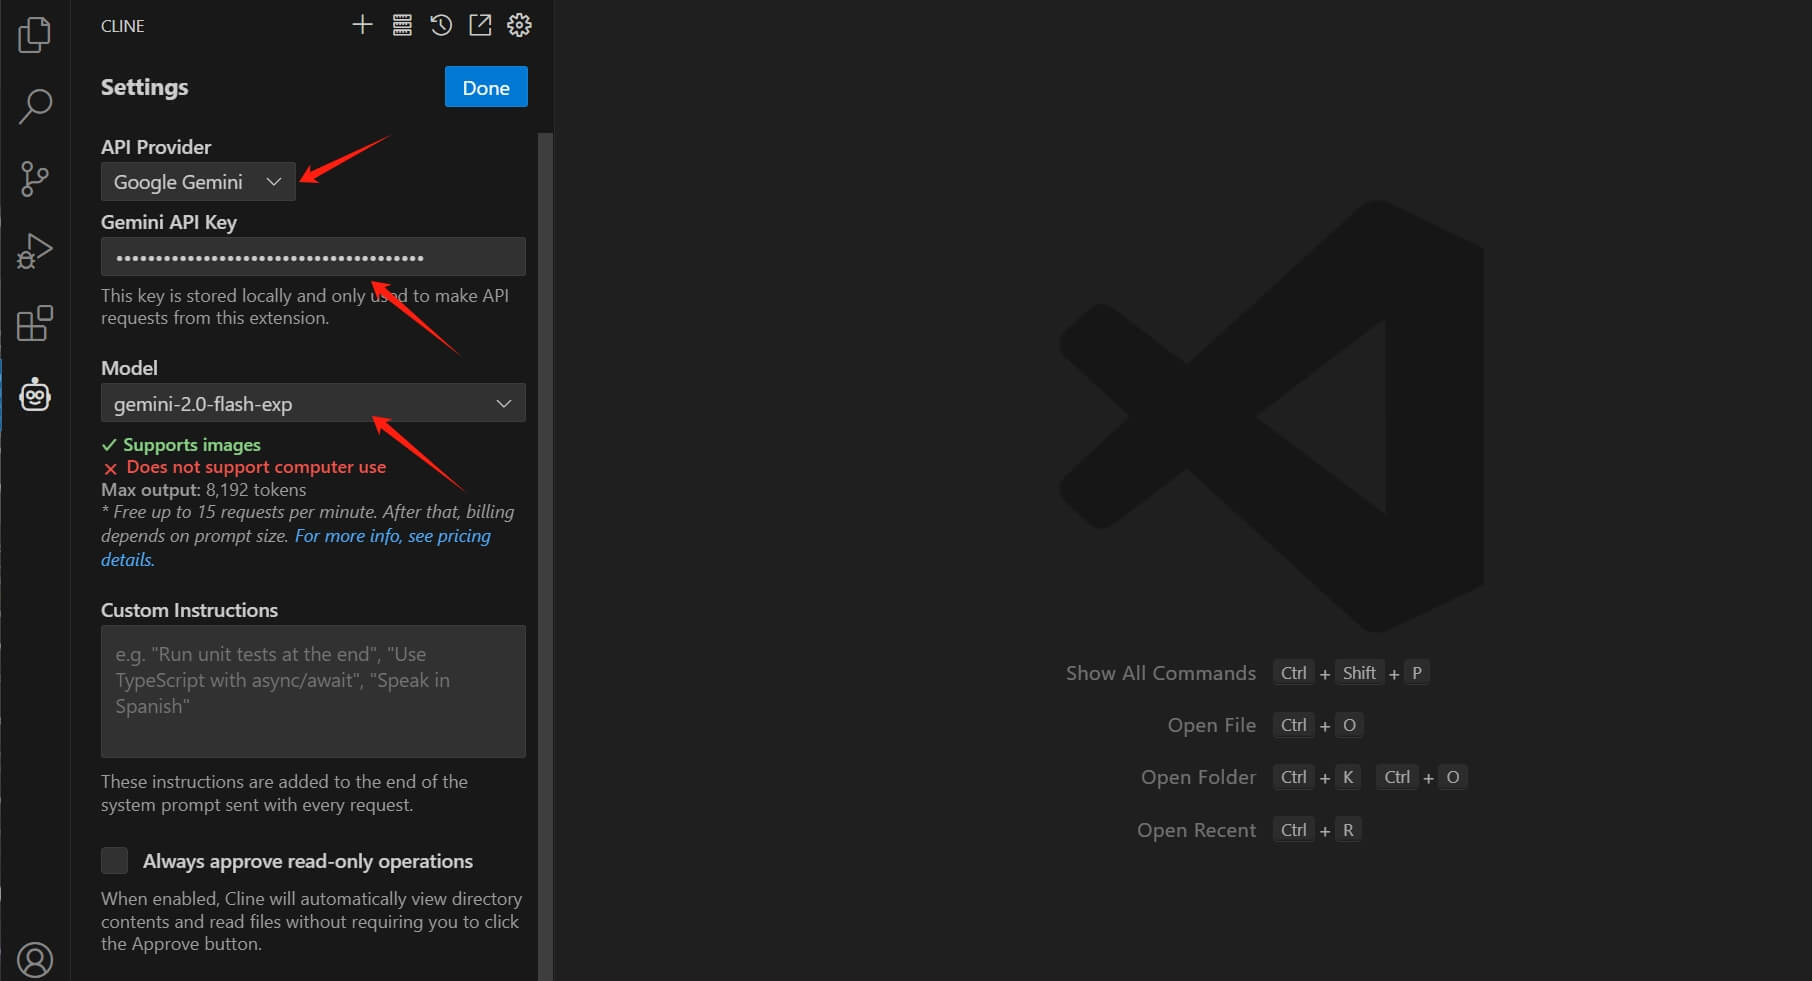 CLINE
Settings
Done
API Provider
Google Gemini
Gemini API Key
This key is stored locally and only used to make API
requests from this extension.
Model
gemini-2.0-flash-exp
Supports images
Does not support computer use
Max output: 8,192 tokens
* Free up to 15 requests per minute. After that, billing
depends on prompt size. For more info, see pricing
details.
Custom Instructions
e.g. "Run unit tests at the end", "Use
TypeScript with async/await", "Speak in
Spanish"
These instructions are added to the end of the
system prompt sent with every request.
Always approve read-only operations
When enabled, Cline will automatically view directory
contents and read files without requiring you to click
the Approve button.
Show All Commands Ctrl + Shift + P
Open File Ctrl + O
Open Folder Ctrl + K Ctrl + O
Open Recent Ctrl + R